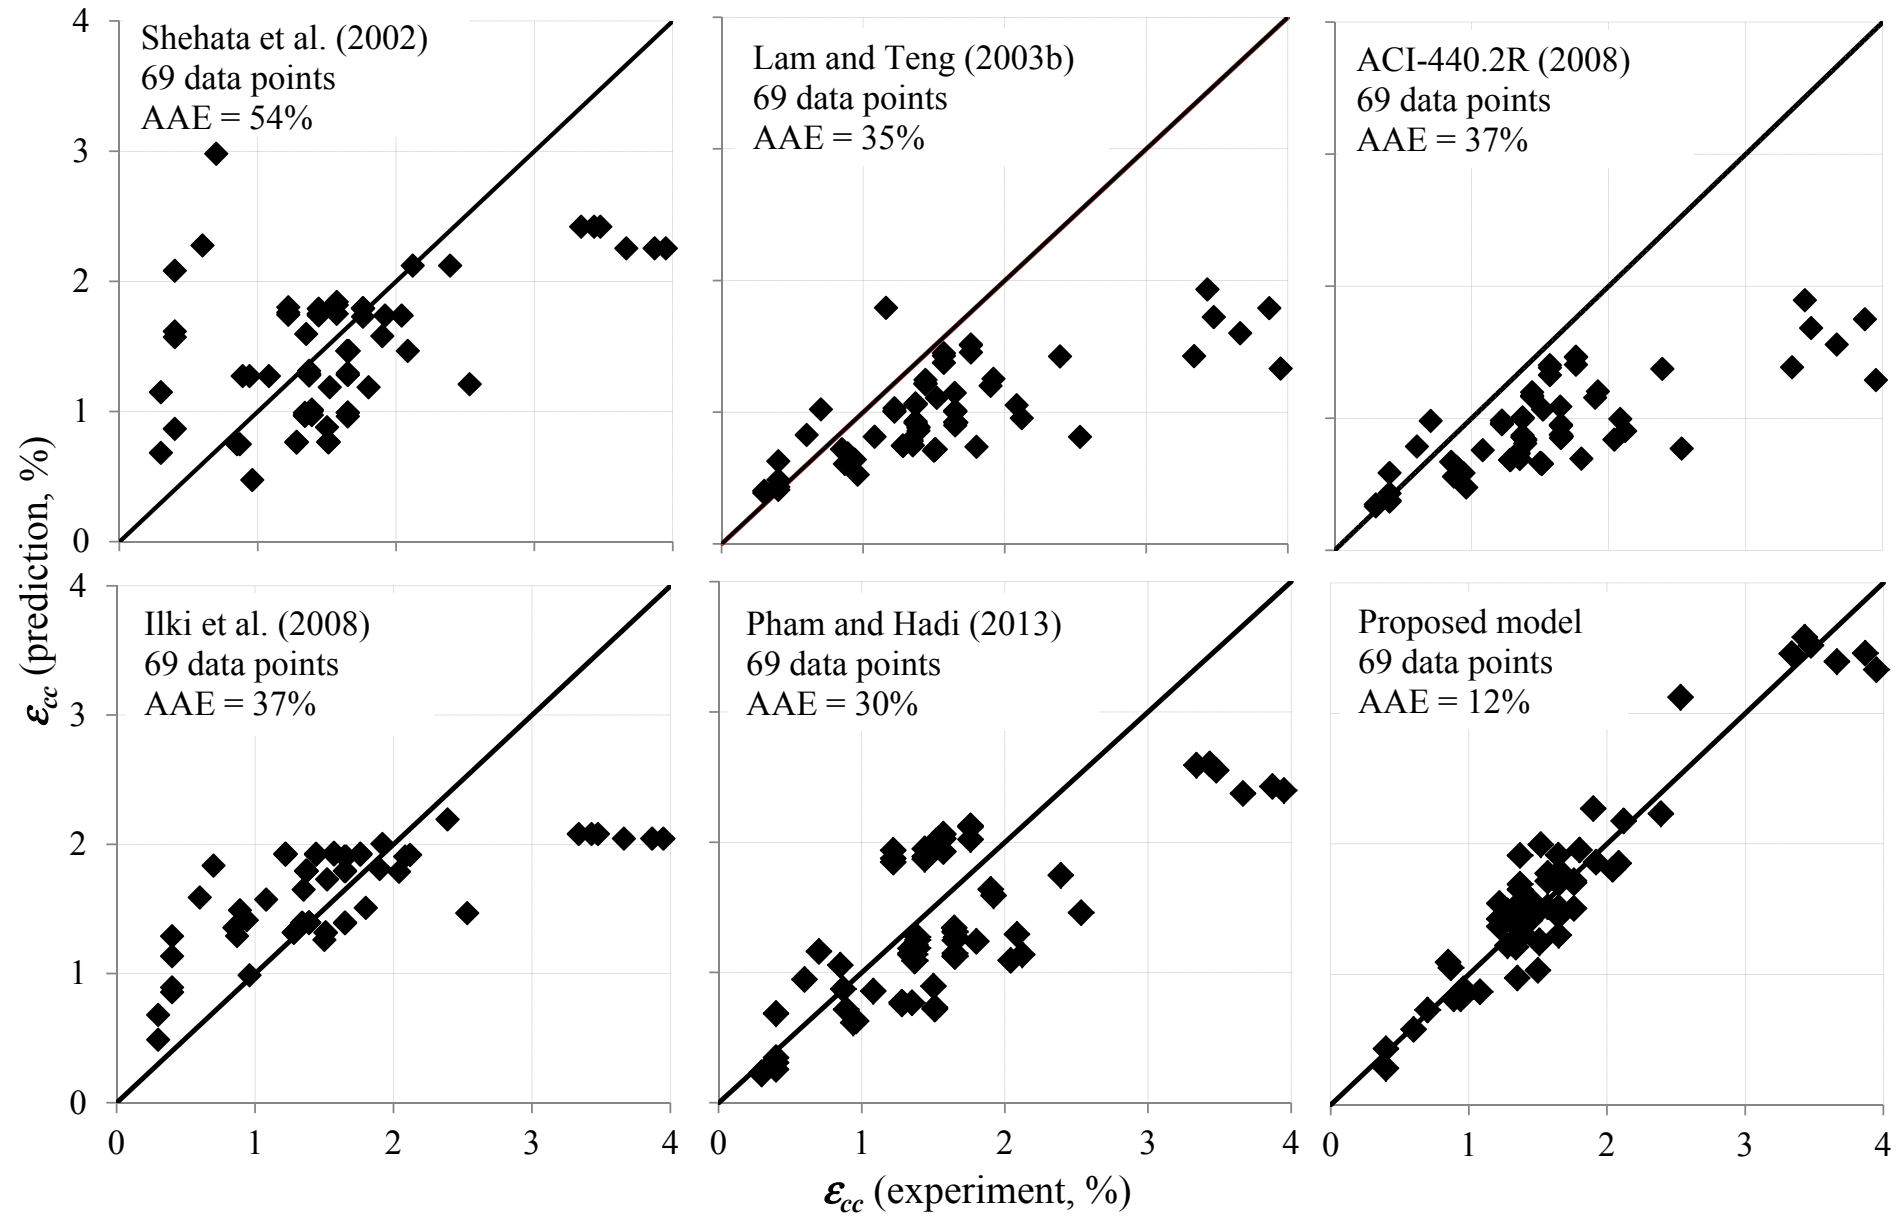 4
3
2
1
0
Shehata et al. (2002)
69 data points
AAE = 54%
Lam and Teng (2003b)
69 data points
AAE = 35%
ACI-440.2R (2008)
69 data points
AAE = 37%
εcc (prediction, %)
4
3
2
1
0
Ilki et al. (2008)
69 data points
AAE = 37%
0 1 2 3 4
Pham and Hadi (2013)
69 data points
AAE = 30%
0 1 2 3 4
Proposed model
69 data points
AAE = 12%
0 1 2 3 4
εcc (experiment, %)